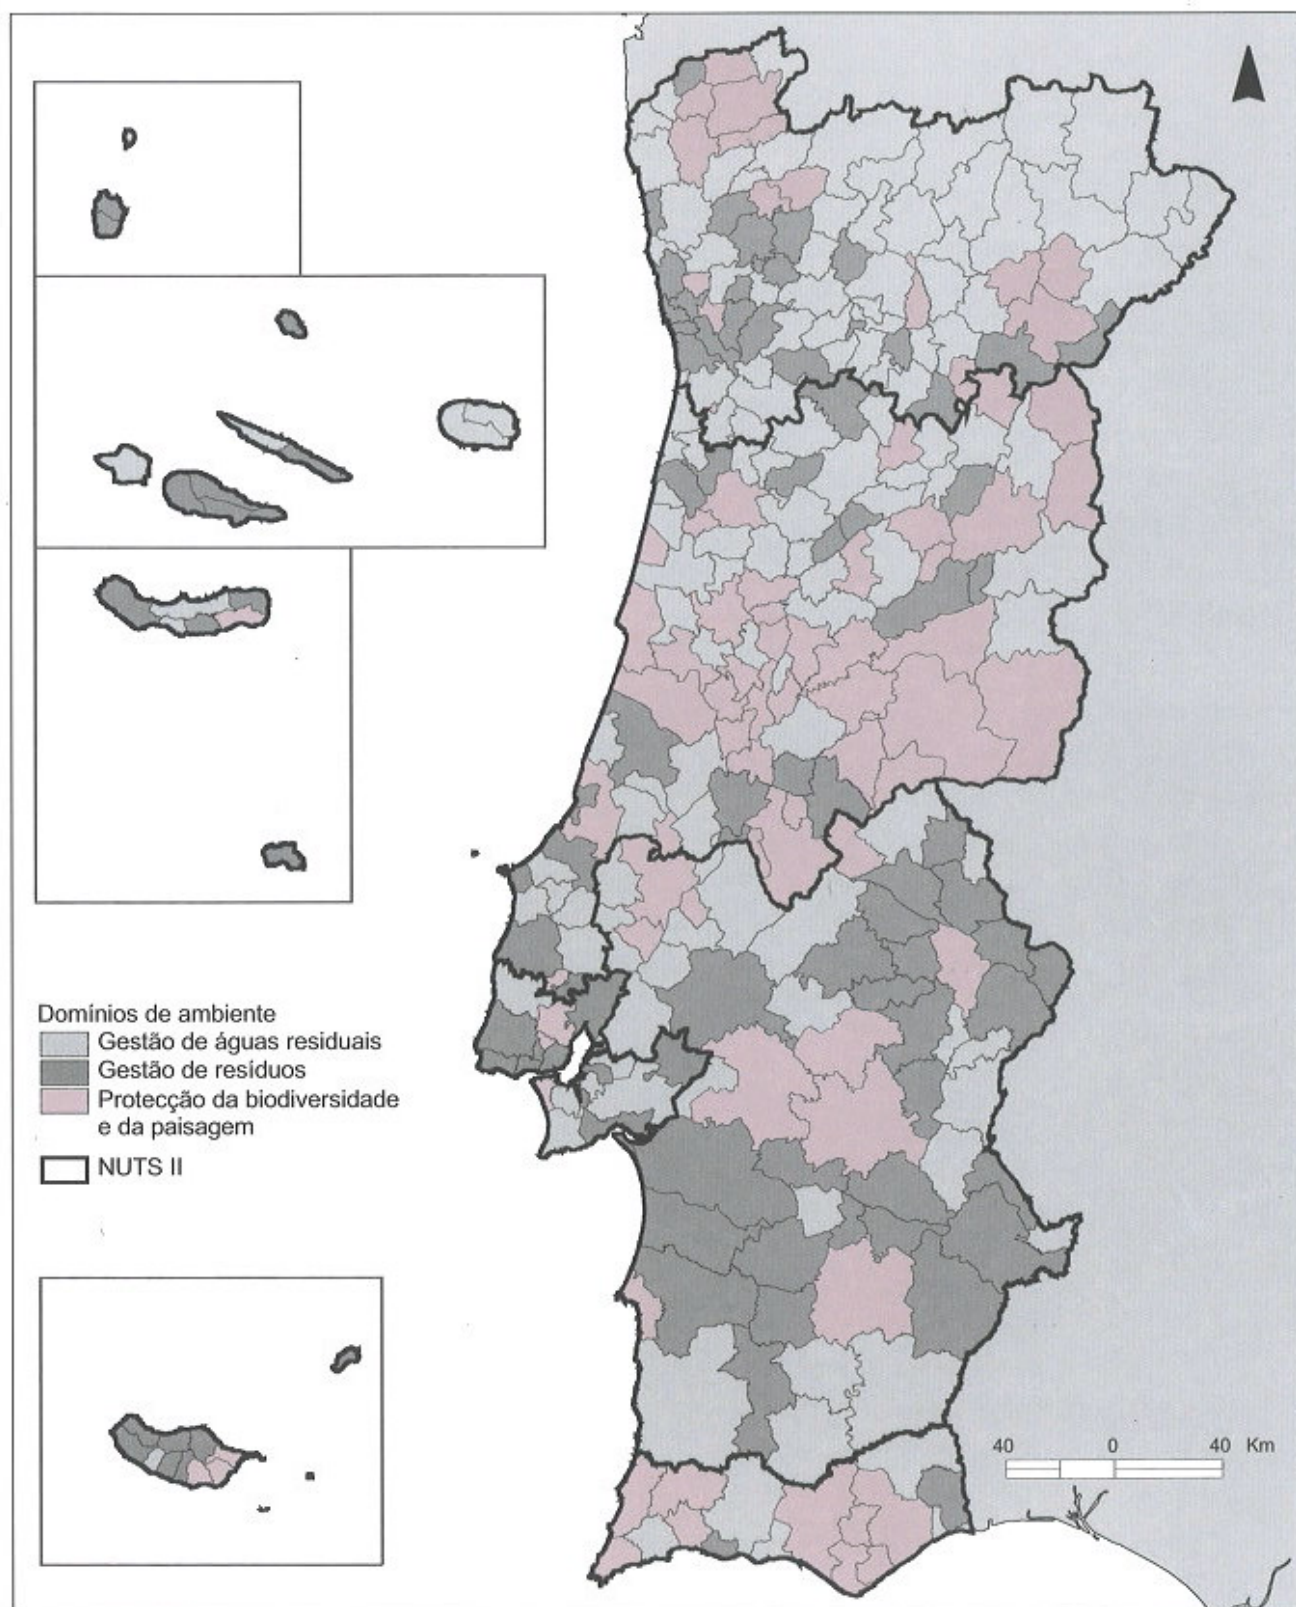 Domínios de ambiente
Gestão de águas residuais
Gestão de resíduos
Protecção da biodiversidade
e da paisagem
NUTS II
40 0 40 Km